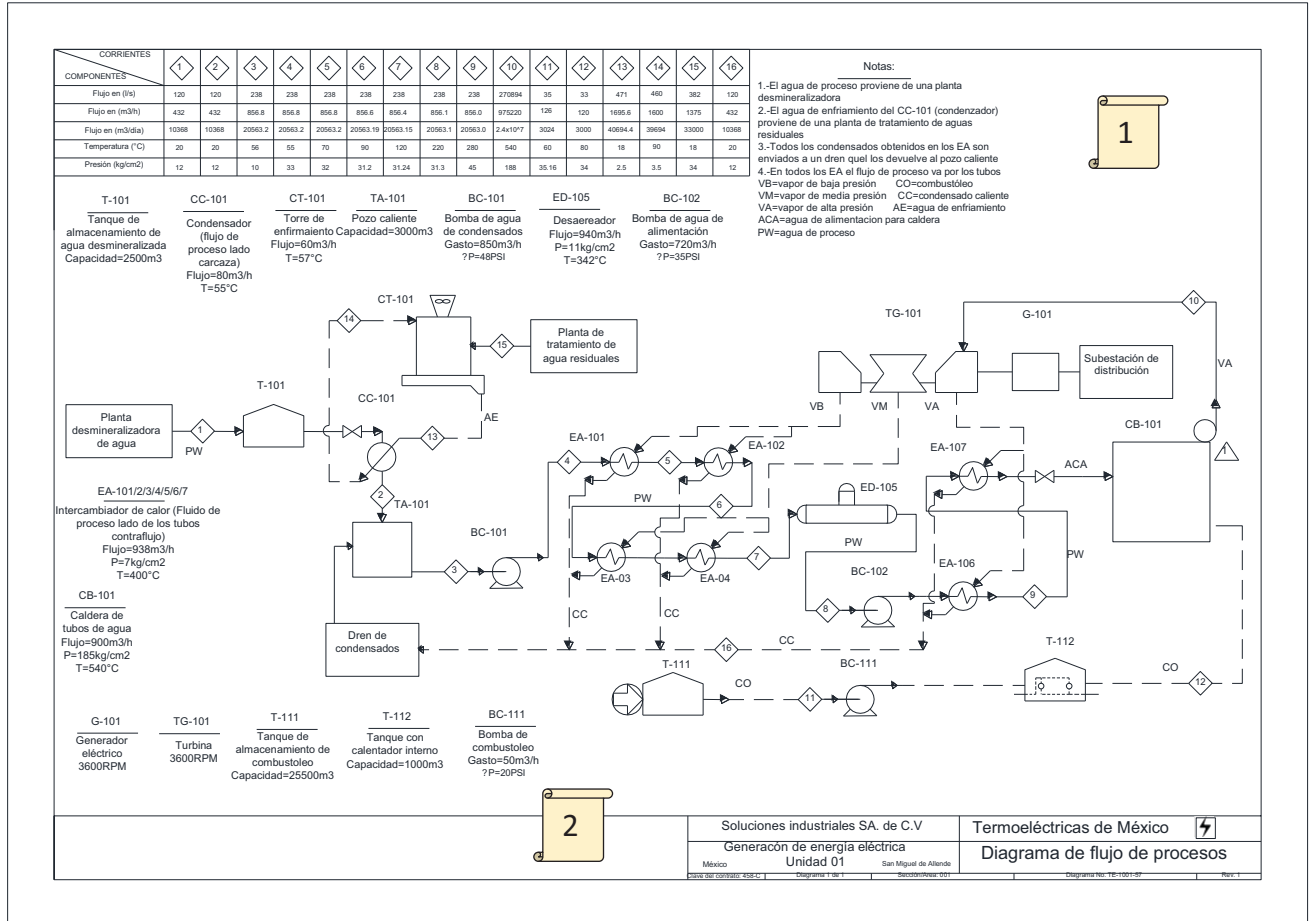 CORRIENTES
COMPONENTES
1 2 3 4 5 6 7 8 9 10 11 12 13 14 15 16
Flujo en (l/s) 120 120 238 238 238 238 238 238 238 270894 35 33 471 460 382 120
Flujo en (m3/h) 432 432 856.8 856.8 856.8 856.6 856.4 856.1 856.0 975220 126 120 1695.6 1600 1375 432
Flujo en (m3/dia) 10368 10368 20563.2 20563.2 20563.2 20563.19 20563.15 20563.1 20563.0 2.4x10^7 3024 3000 40694.4 39694 33000 10368
Temperatura (°C) 20 20 56 55 70 90 120 220 280 540 60 80 18 90 18 20
Presión (kg/cm2) 12 12 10 33 32 31.2 31.24 31.3 45 188 35.16 34 2.5 3.5 34 12
Notas:
1.-El agua de proceso proviene de una planta
desmineralizadora
2.-El agua de enfriamiento del CC-101 (condenzador)
proviene de una planta de tratamiento de aguas
residuales
3.-Todos los condensados obtenidos en los EA son
enviados a un dren quel los devuelve al pozo caliente
4.-En todos los EA el flujo de proceso va por los tubos
VB=vapor de baja presión CO=combustóleo
VM=vapor de media presión CC=condensado caliente
VA=vapor de alta presión AE=agua de enfriamiento
ACA=agua de alimentacion para caldera
PW=agua de proceso
1
T-101
Tanque de
almacenamiento de
agua desmineralizada
Capacidad=2500m3
CC-101
Condensador
(flujo de
proceso lado
carcaza)
Flujo=80m3/h
T=55°C
CT-101
Torre de
enfirmaiento
Flujo=60m3/h
T=57°C
TA-101
Pozo caliente
Capacidad=3000m3
BC-101
Bomba de agua
de condensados
Gasto=850m3/h
?P=48PSI
ED-105
Desaereador
Flujo=940m3/h
P=11kg/cm2
T=342°C
BC-102
Bomba de agua de
alimentación
Gasto=720m3/h
?P=35PSI
CT-101
14
15
Planta de
tratamiento de
agua residuales
TG-101
G-101
10
Subestación de
distribución
VA
VB
VM
VA
T-101
CC-101
AE
13
Planta
desmineralizadora
de agua
1
PW
2
TA-101
EA-101
4
5
EA-102
EA-107
CB-101
1
ACA
PW
6
ED-105
PW
BC-101
3
EA-03
EA-04
7
BC-102
EA-106
PW
8
9
CC
CC
CC
16
EA-101/2/3/4/5/6/7
Intercambiador de calor (Fluido de
proceso lado de los tubos
contraflujo)
Flujo=938m3/h
P=7kg/cm2
T=400°C
CB-101
Caldera de
tubos de agua
Flujo=900m3/h
P=185kg/cm2
T=540°C
Dren de
condensados
T-111
CO
11
BC-111
T-112
CO
12
G-101
Generador
eléctrico
3600RPM
TG-101
Turbina
3600RPM
T-111
Tanque de
almacenamiento de
combustoleo
Capacidad=25500m3
T-112
Tanque con
calentador interno
Capacidad=1000m3
BC-111
Bomba de
combustoleo
Gasto=50m3/h
?P=20PSI
2
Soluciones industriales SA. de C.V
Generacón de energía eléctrica
México Unidad 01 San Miguel de Allende
Clave del contrato: 458-C Diagrama 1 de 1 Sección/Area: 001
Termoeléctricas de México
Diagrama de flujo de procesos
Diagrama No. TE-1001-57 Rev. 1